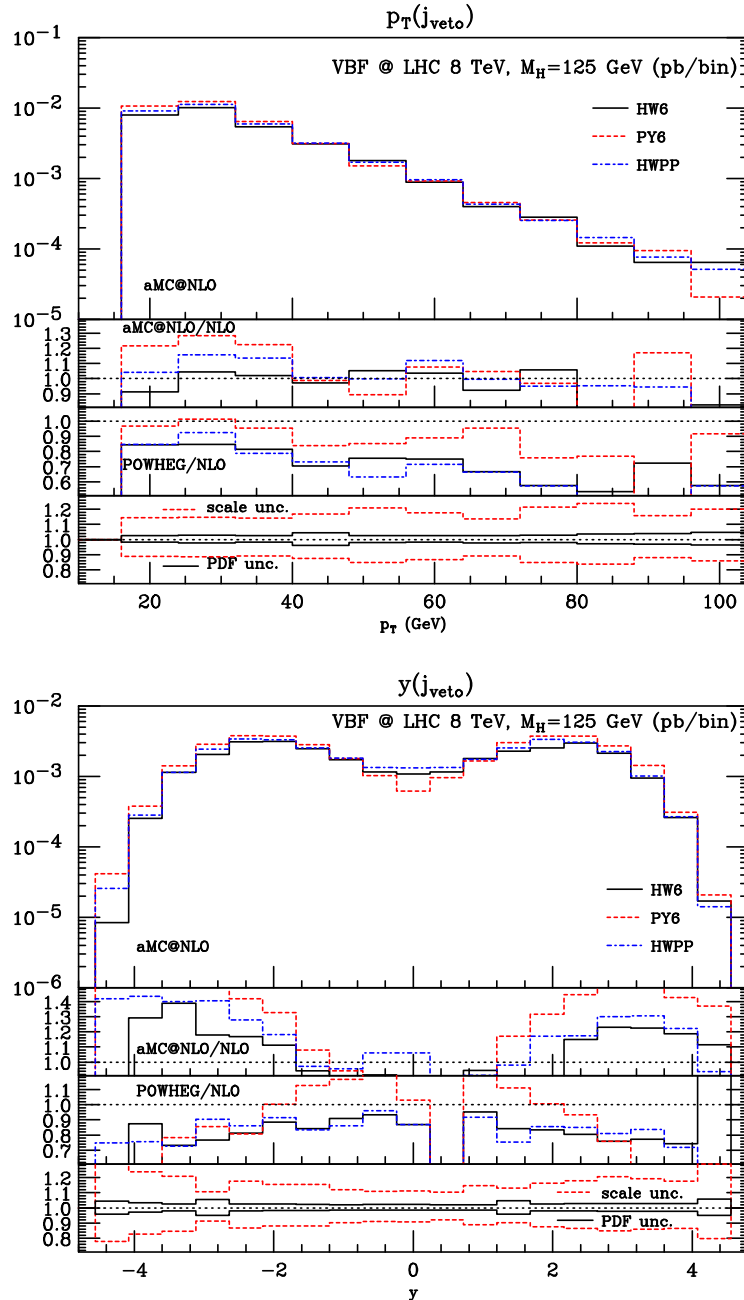 p_T(j_veto)
10^-1
VBF @ LHC 8 TeV, M_H=125 GeV (pb/bin)
10^-2
HW6
PY6
HWPP
10^-3
10^-4
aMC@NLO
10^-5
aMC@NLO/NLO
1.3
1.2
1.1
1.0
0.9
1.0
0.9
0.8
0.7
0.6
POWHEG/NLO
1.2
1.1
1.0
0.9
0.8
scale unc.
PDF unc.
20 40 60 80 100
p_T (GeV)
y(j_veto)
10^-2
VBF @ LHC 8 TeV, M_H=125 GeV (pb/bin)
10^-3
10^-4
HW6
PY6
HWPP
10^-5
aMC@NLO
10^-6
1.4
1.2
1.0
aMC@NLO/NLO
POWHEG/NLO
1.1
1.0
0.9
0.8
0.7
1.2
1.1
1.0
0.9
0.8
scale unc.
PDF unc.
−4 −2 0 2 4
y